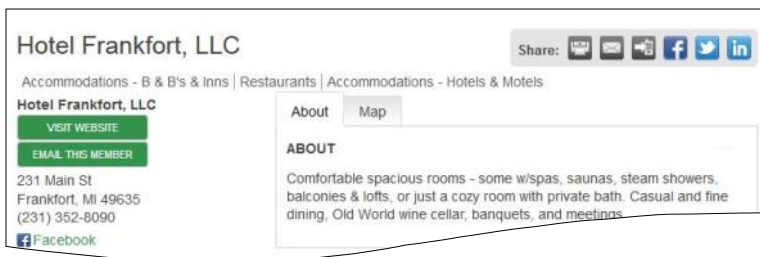 Hotel Frankfort, LLC
Share:
Accommodations - B & B's & Inns | Restaurants | Accommodations - Hotels & Motels
Hotel Frankfort, LLC
VISIT WEBSITE
EMAIL THIS MEMBER
231 Main St
Frankfort, MI 49635
(231) 352-8090
Facebook
About Map
ABOUT
Comfortable spacious rooms - some w/spas, saunas, steam showers,
balconies & lofts, or just a cozy room with private bath. Casual and fine
dining, Old World wine cellar, banquets, and meetings